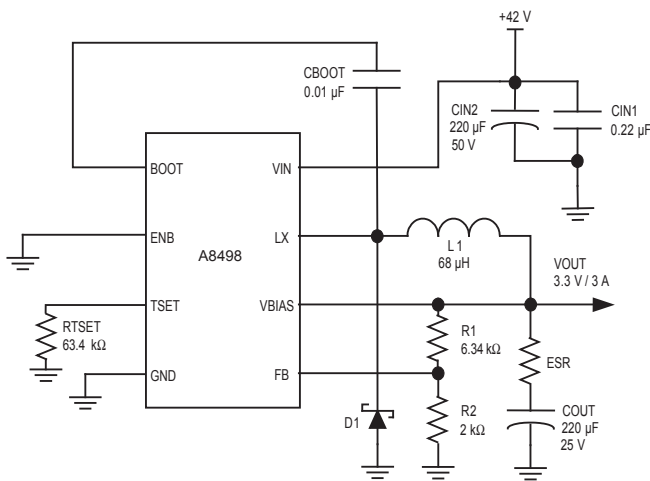 +42 V
CBOOT
0.01 µF
CIN2
220 µF
50 V
CIN1
0.22 µF
BOOT
VIN
ENB
LX
A8498
L1
68 µH
VOUT
3.3 V / 3 A
TSET
VBIAS
RTSET
63.4 kΩ
R1
6.34 kΩ
ESR
GND
FB
D1
R2
2 kΩ
COUT
220 µF
25 V